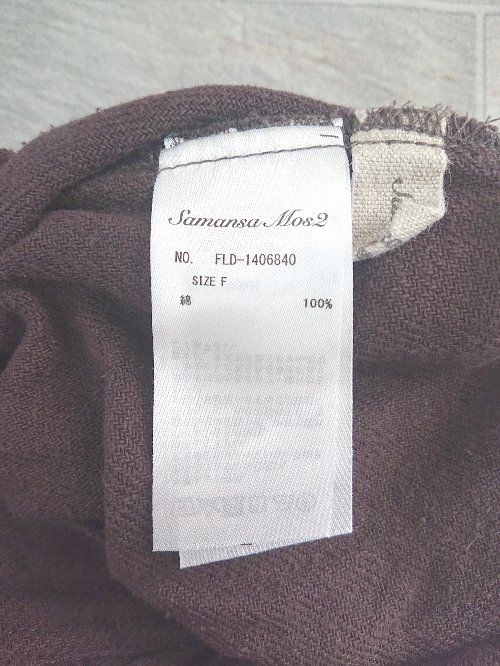 Samansa Mos2
NO. FLD-1406840
SIZE F
綿 100%